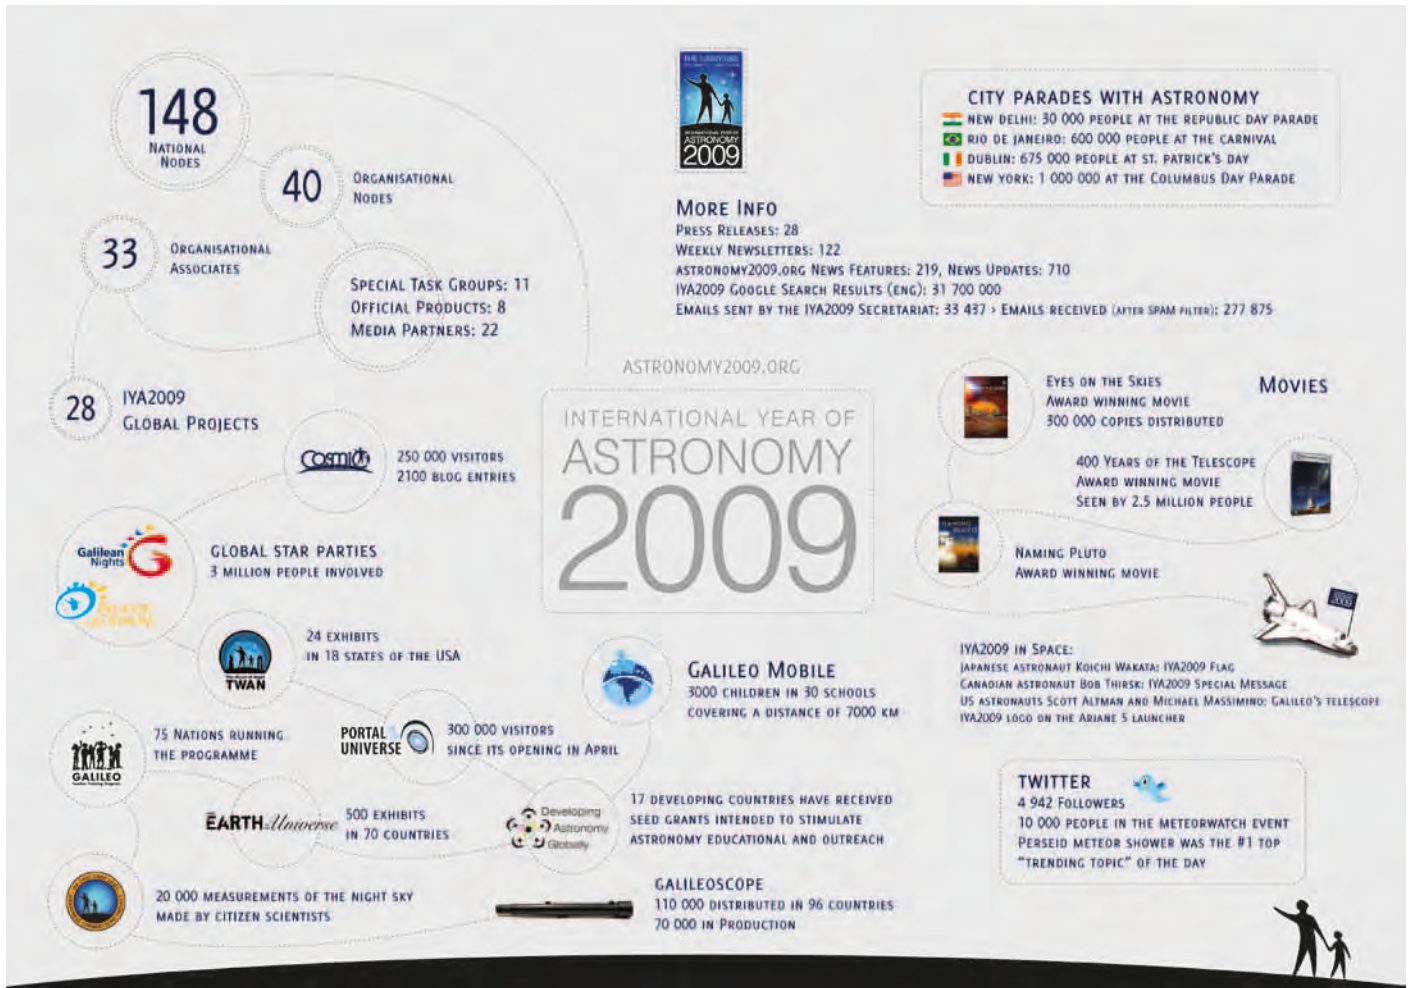 148
NATIONAL
NODES
40
ORGANISATIONAL
NODES
33
ORGANISATIONAL
ASSOCIATES
SPECIAL TASK GROUPS: 11
OFFICIAL PRODUCTS: 8
MEDIA PARTNERS: 22
28
IYA2009
GLOBAL PROJECTS
INTERNATIONAL YEAR OF
ASTRONOMY
2009
MORE INFO
PRESS RELEASES: 28
WEEKLY NEWSLETTERS: 122
ASTRONOMY2009.ORG NEWS FEATURES: 219, NEWS UPDATES: 710
IYA2009 GOOGLE SEARCH RESULTS (ENG): 31 700 000
EMAILS SENT BY THE IYA2009 SECRETARIAT: 33 437 › EMAILS RECEIVED (AFTER SPAM FILTER): 277 875
CITY PARADES WITH ASTRONOMY
NEW DELHI: 30 000 PEOPLE AT THE REPUBLIC DAY PARADE
RIO DE JANEIRO: 600 000 PEOPLE AT THE CARNIVAL
DUBLIN: 675 000 PEOPLE AT ST. PATRICK'S DAY
NEW YORK: 1 000 000 AT THE COLUMBUS DAY PARADE
ASTRONOMY2009.ORG
INTERNATIONAL YEAR OF
ASTRONOMY
2009
COSMIC
250 000 VISITORS
2100 BLOG ENTRIES
Galilean
Nights
GLOBAL STAR PARTIES
3 MILLION PEOPLE INVOLVED
TWAN
24 EXHIBITS
IN 18 STATES OF THE USA
PORTAL
UNIVERSE
300 000 VISITORS
SINCE ITS OPENING IN APRIL
GALILEO MOBILE
3000 CHILDREN IN 30 SCHOOLS
COVERING A DISTANCE OF 7000 KM
GALILEO
Teacher Training Program
75 NATIONS RUNNING
THE PROGRAMME
EARTH Universe
500 EXHIBITS
IN 70 COUNTRIES
Developing
Astronomy
Globally
17 DEVELOPING COUNTRIES HAVE RECEIVED
SEED GRANTS INTENDED TO STIMULATE
ASTRONOMY EDUCATIONAL AND OUTREACH
20 000 MEASUREMENTS OF THE NIGHT SKY
MADE BY CITIZEN SCIENTISTS
GALILEOSCOPE
110 000 DISTRIBUTED IN 96 COUNTRIES
70 000 IN PRODUCTION
MOVIES
EYES ON THE SKIES
AWARD WINNING MOVIE
300 000 COPIES DISTRIBUTED
400 YEARS OF THE TELESCOPE
AWARD WINNING MOVIE
SEEN BY 2.5 MILLION PEOPLE
NAMING PLUTO
NAMING PLUTO
AWARD WINNING MOVIE
2009
IYA2009 IN SPACE:
JAPANESE ASTRONAUT KOICHI WAKATA: IYA2009 FLAG
CANADIAN ASTRONAUT BOB THIRSK: IYA2009 SPECIAL MESSAGE
US ASTRONAUTS SCOTT ALTMAN AND MICHAEL MASSIMINO: GALILEO'S TELESCOPE
IYA2009 LOGO ON THE ARIANE 5 LAUNCHER
TWITTER
4 942 FOLLOWERS
10 000 PEOPLE IN THE METEORWATCH EVENT
PERSEID METEOR SHOWER WAS THE #1 TOP
"TRENDING TOPIC" OF THE DAY